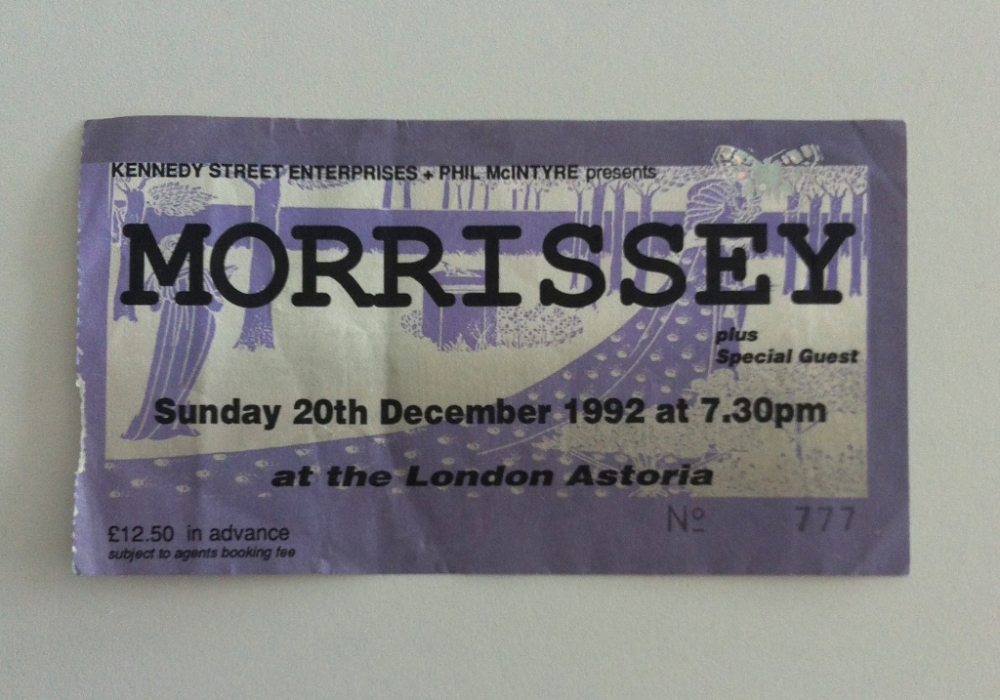 KENNEDY STREET ENTERPRISES + PHIL McINTYRE presents
MORRISSEY
plus
Special Guest
Sunday 20th December 1992 at 7.30pm
at the London Astoria
Nº 777
£12.50 in advance
subject to agents booking fee